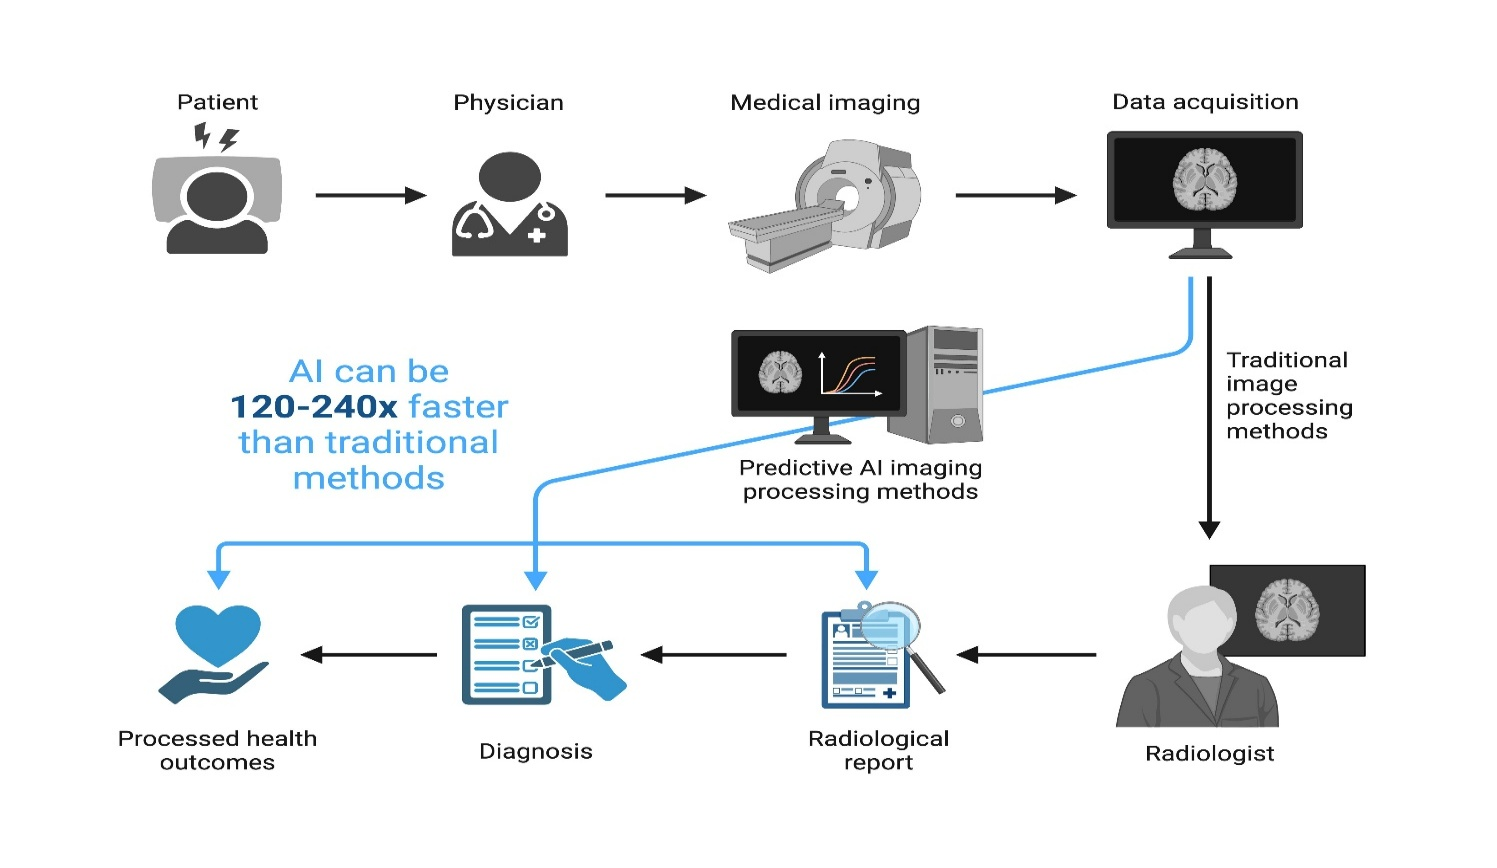 Patient
Physician
Medical imaging
Data acquisition
AI can be
120-240x faster
than traditional
methods
Predictive AI imaging
processing methods
Traditional
image
processing
methods
Processed health
outcomes
Diagnosis
Radiological
report
Radiologist